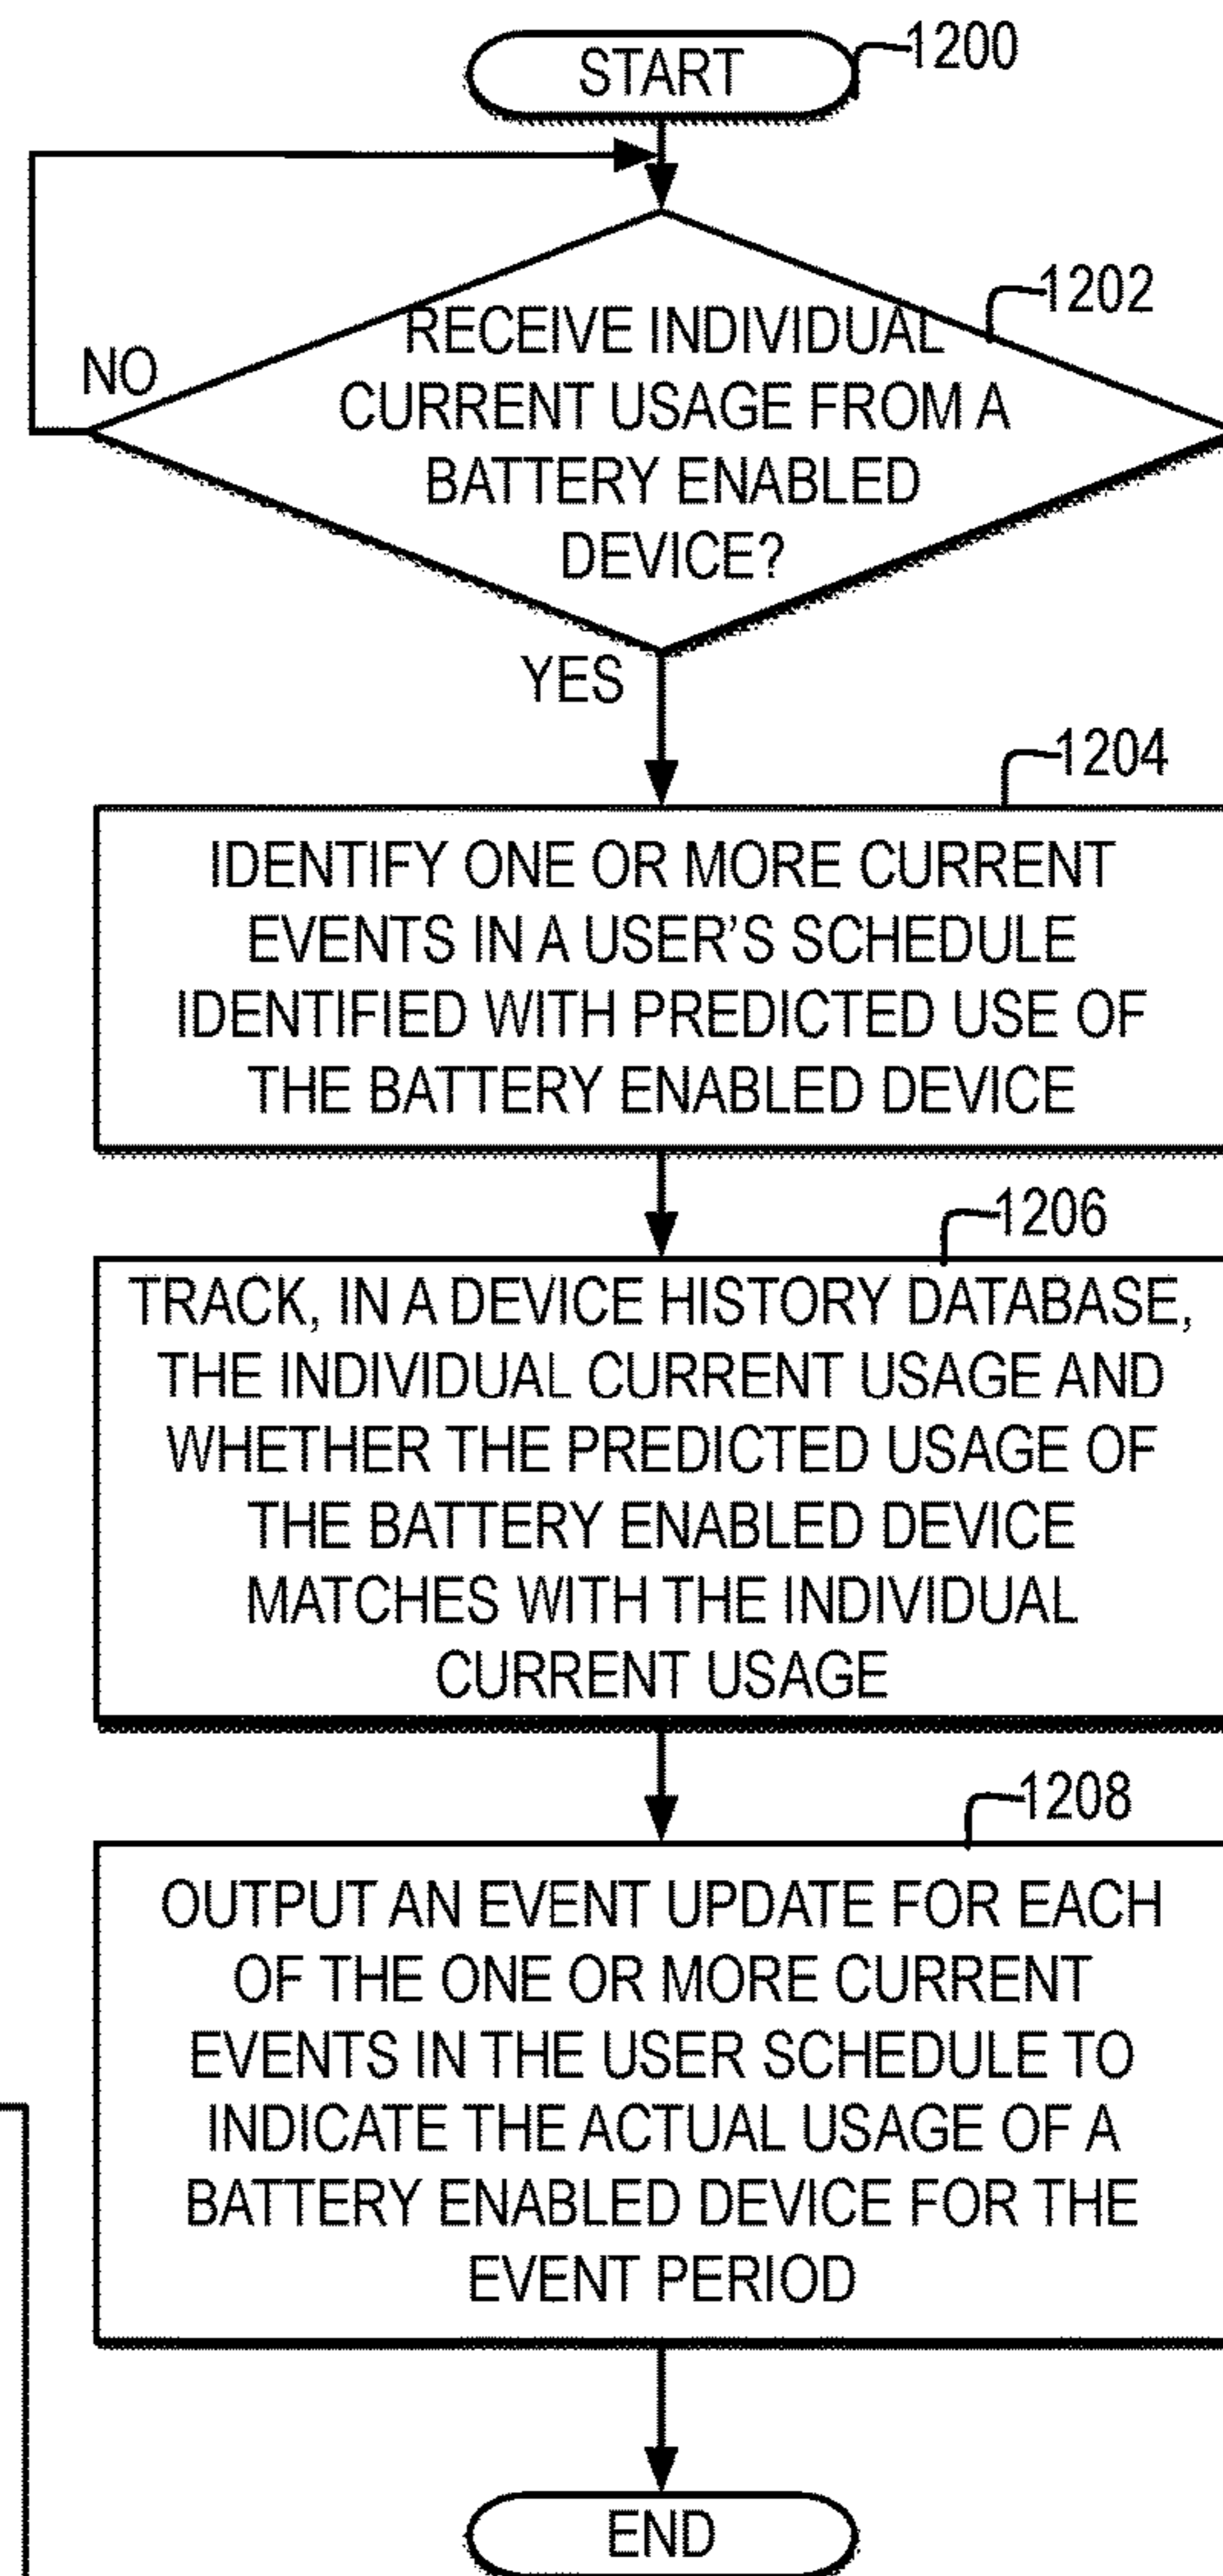 START
1200
1202
RECEIVE INDIVIDUAL
CURRENT USAGE FROM A
BATTERY ENABLED
DEVICE?
NO
YES
1204
IDENTIFY ONE OR MORE CURRENT
EVENTS IN A USER'S SCHEDULE
IDENTIFIED WITH PREDICTED USE OF
THE BATTERY ENABLED DEVICE
1206
TRACK, IN A DEVICE HISTORY DATABASE,
THE INDIVIDUAL CURRENT USAGE AND
WHETHER THE PREDICTED USAGE OF
THE BATTERY ENABLED DEVICE
MATCHES WITH THE INDIVIDUAL
CURRENT USAGE
1208
OUTPUT AN EVENT UPDATE FOR EACH
OF THE ONE OR MORE CURRENT
EVENTS IN THE USER SCHEDULE TO
INDICATE THE ACTUAL USAGE OF A
BATTERY ENABLED DEVICE FOR THE
EVENT PERIOD
END